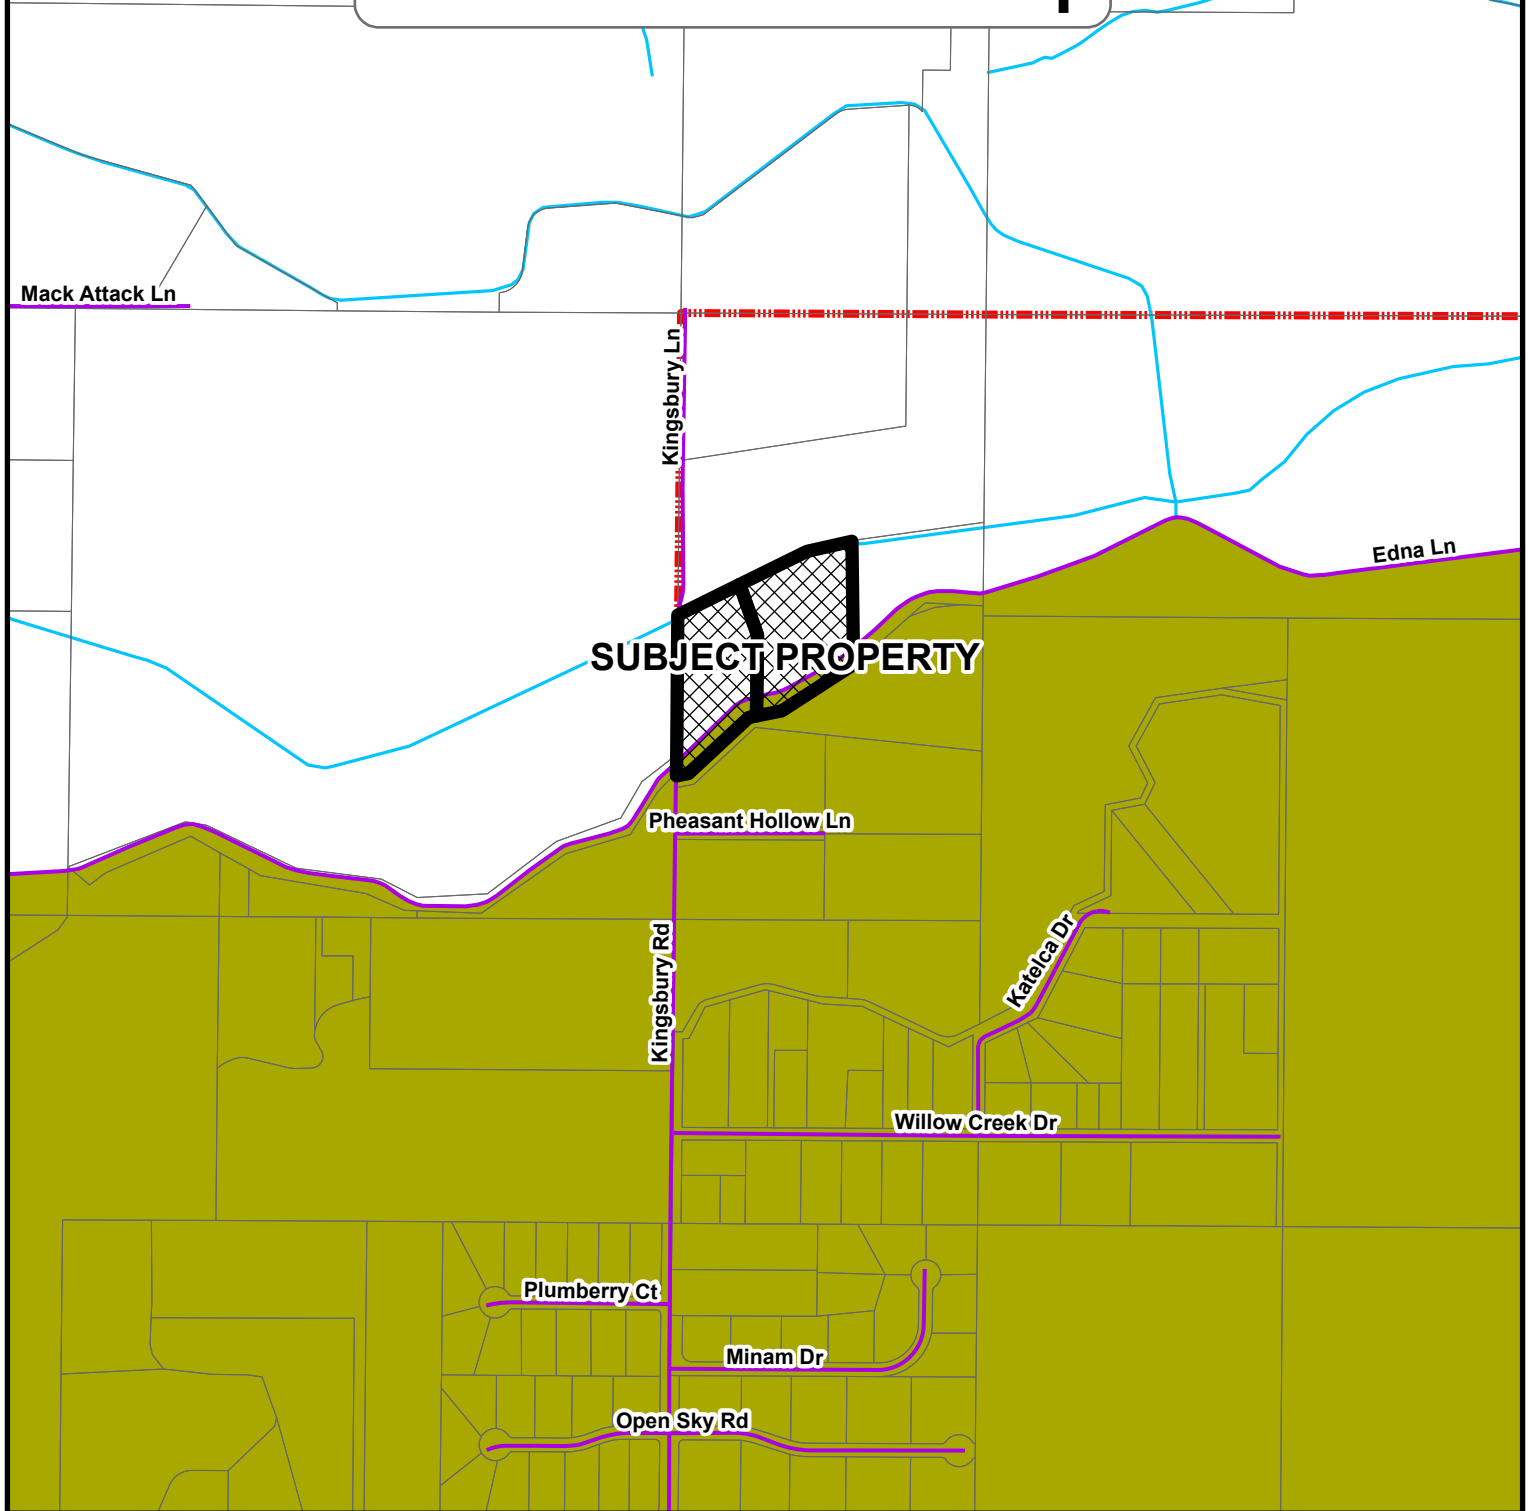 Mack Attack Ln
Kingsbury Ln
Edna Ln
SUBJECT PROPERTY
Pheasant Hollow Ln
Kingsbury Rd
Katelca Dr
Willow Creek Dr
Plumberry Ct
Minam Dr
Open Sky Rd